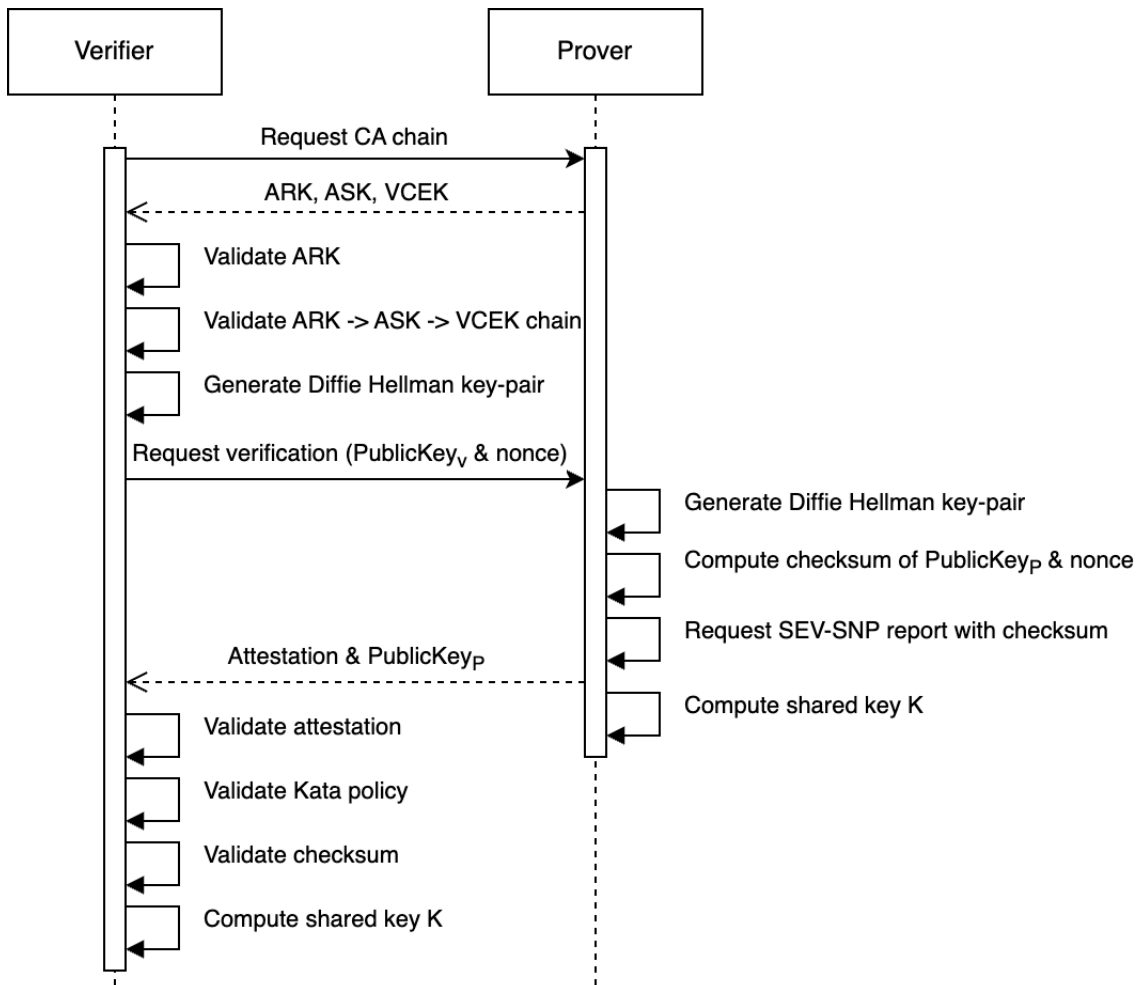 Verifier
Prover
Request CA chain
ARK, ASK, VCEK
Validate ARK
Validate ARK -> ASK -> VCEK chain
Generate Diffie Hellman key-pair
Request verification (PublicKeyv & nonce)
Generate Diffie Hellman key-pair
Compute checksum of PublicKeyP & nonce
Request SEV-SNP report with checksum
Attestation & PublicKeyP
Compute shared key K
Validate attestation
Validate Kata policy
Validate checksum
Compute shared key K